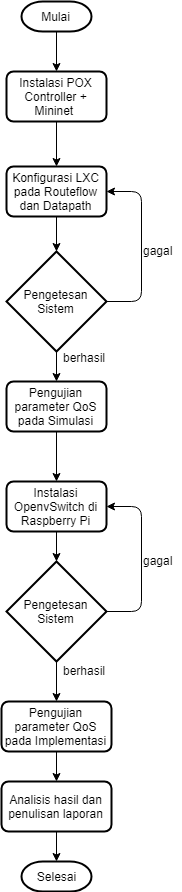 Mulai
Instalasi POX
Controller +
Mininet
Konfigurasi LXC
pada Routeflow
dan Datapath
gagal
Pengetesan
Sistem
berhasil
Pengujian
parameter QoS
pada Simulasi
Instalasi
OpenvSwitch di
Raspberry Pi
gagal
Pengetesan
Sistem
berhasil
Pengujian
parameter QoS
pada Implementasi
Analisis hasil dan
penulisan laporan
Selesai